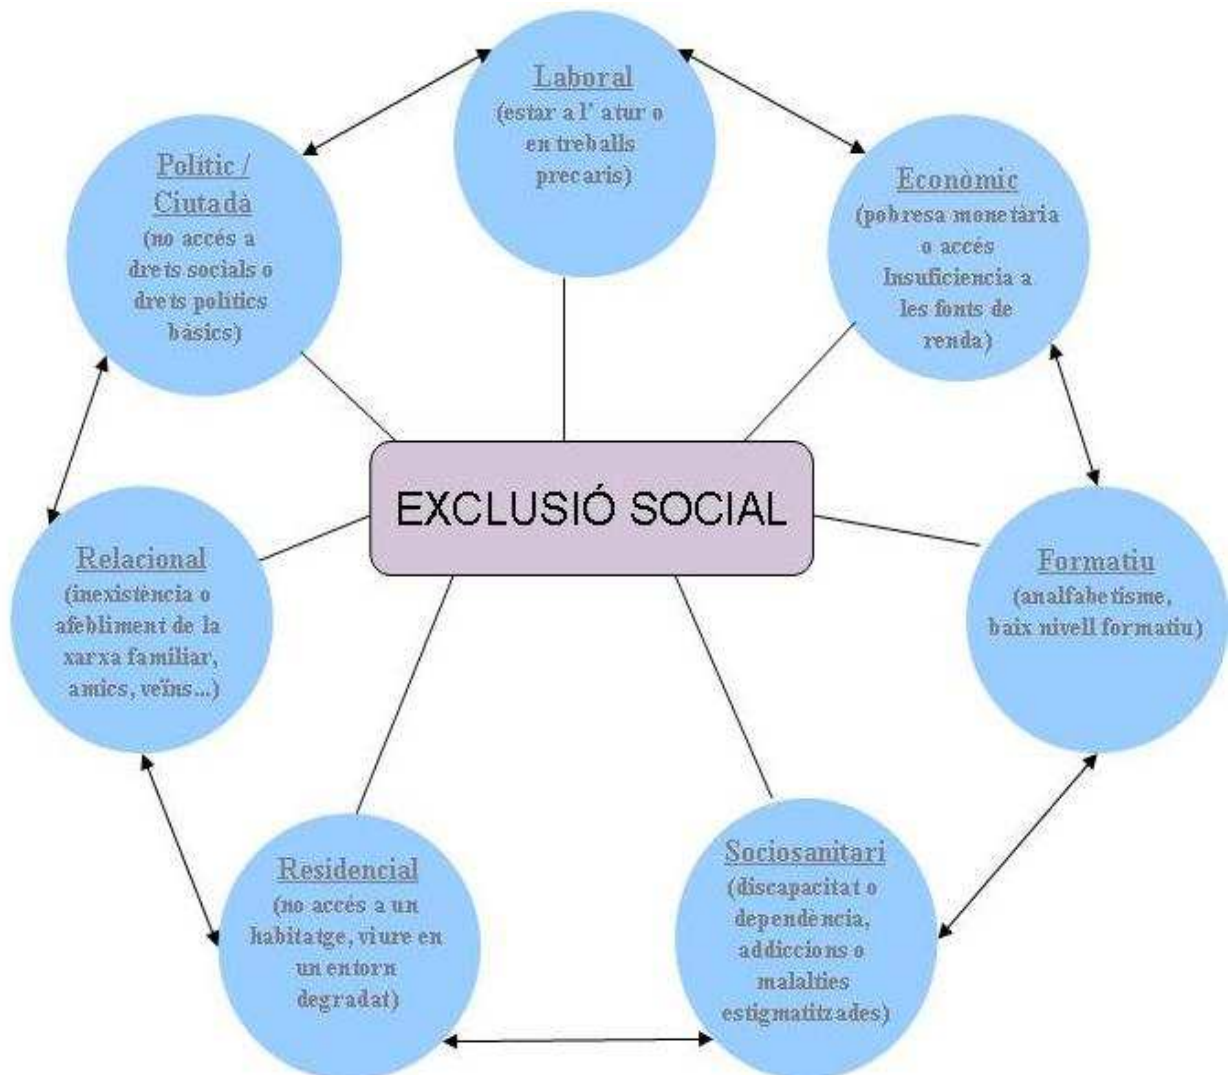 Laboral
(estar a l' atur o
en treballs
precaris)
Polític /
Ciutadà
(no accés a
drets socials o
drets polítics
bàsics)
Econòmic
(pobresa monetària
o accés
Insuficiencia a
les fonts de
renda)
EXCLUSIÓ SOCIAL
Relacional
(inexistència o
afebliment de la
xarxa familiar,
amics, veïns...)
Formatiu
(analfabetisme,
baix nivell formatiu)
Residencial
(no accés a un
habitatge, viure en
un entorn
degradat)
Sociosanitari
(discapacitat o
dependència,
addiccions o
malalties
estigmatitzades)